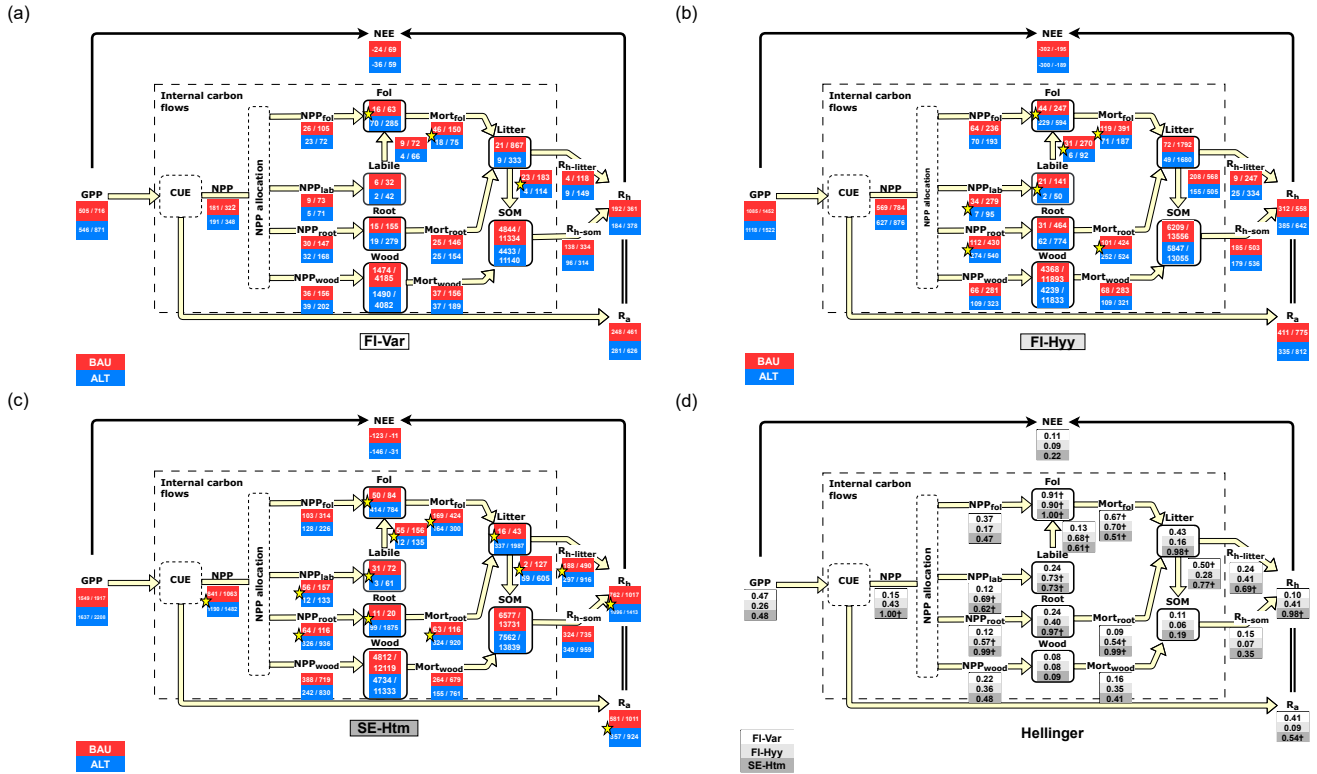 (a)
NEE
-24 / 69
-36 / 59
Internal carbon
flows
Fol
16 / 63
70 / 285
NPPfol
26 / 105
23 / 72
Mortfol
46 / 150
18 / 75
9 / 72
4 / 66
Litter
21 / 867
9 / 333
Labile
6 / 32
2 / 42
NPPlab
9 / 73
5 / 71
23 / 183
4 / 114
Rh-litter
4 / 118
9 / 149
GPP
505 / 716
546 / 871
CUE
NPP
181 / 322
191 / 348
NPP allocation
Rh
182 / 361
184 / 378
Root
15 / 155
19 / 279
NPProot
30 / 147
32 / 168
Mortroot
25 / 146
25 / 154
SOM
4844 /
11334
4433 /
11140
Rh-som
138 / 334
96 / 314
Wood
1474 /
4185
1490 /
4082
NPPwood
36 / 156
39 / 202
Mortwood
37 / 156
37 / 189
Ra
248 / 461
281 / 626
FI-Var
BAU
ALT
(b)
NEE
-302 / -195
-300 / -189
Internal carbon
flows
Fol
44 / 247
229 / 594
NPPfol
64 / 236
70 / 193
Mortfol
119 / 391
71 / 187
31 / 270
6 / 92
Litter
72 / 1792
49 / 1680
Labile
21 / 141
2 / 50
NPPlab
34 / 279
7 / 95
208 / 568
155 / 505
Rh-litter
9 / 247
25 / 334
GPP
1085 / 1452
1118 / 1522
CUE
NPP
569 / 784
627 / 876
NPP allocation
Rh
312 / 558
385 / 642
Root
31 / 464
62 / 774
NPProot
112 / 430
274 / 540
Mortroot
101 / 424
252 / 524
SOM
6209 /
13556
5847 /
13055
Rh-som
185 / 503
179 / 536
Wood
4368 /
11893
4239 /
11833
NPPwood
66 / 281
109 / 323
Mortwood
68 / 283
109 / 321
Ra
411 / 775
335 / 812
FI-Hyy
BAU
ALT
(c)
NEE
-123 / -11
-146 / -31
Internal carbon
flows
Fol
50 / 84
414 / 784
NPPfol
103 / 314
128 / 226
Mortfol
169 / 424
264 / 300
55 / 156
12 / 135
Litter
16 / 43
337 / 1987
Labile
31 / 72
3 / 61
NPPlab
56 / 157
12 / 133
2 / 127
59 / 605
Rh-litter
188 / 490
297 / 916
GPP
1549 / 1917
1637 / 2200
CUE
NPP
841 / 1063
1190 / 1482
NPP allocation
Rh
762 / 1017
Root
11 / 20
99 / 1875
NPProot
64 / 116
326 / 936
Mortroot
63 / 116
324 / 920
SOM
6577 /
13731
7562 /
13839
Rh-som
324 / 735
349 / 959
Wood
4812 /
12119
4734 /
11333
NPPwood
388 / 719
242 / 830
Mortwood
264 / 679
155 / 761
Ra
581 / 1011
357 / 924
SE-Htm
BAU
ALT
(d)
NEE
0.11
0.09
0.22
Internal carbon
flows
Fol
0.91†
0.90†
1.00†
NPPfol
0.37
0.17
0.47
Mortfol
0.67†
0.70†
0.51†
0.13
0.68†
0.61†
Litter
0.43
0.16
0.98†
Labile
0.24
0.73†
0.73†
NPPlab
0.12
0.69†
0.62†
0.50†
0.28
0.77†
Rh-litter
0.24
0.41
0.69†
GPP
0.47
0.26
0.48
CUE
NPP
0.15
0.43
1.00†
NPP allocation
Rh
0.10
0.41
0.98†
Root
0.24
0.40
0.97†
NPProot
0.12
0.57†
0.99†
Mortroot
0.09
0.54†
0.99†
SOM
0.11
0.06
0.19
Rh-som
0.15
0.07
0.35
Wood
0.08
0.08
0.09
NPPwood
0.22
0.36
0.48
Mortwood
0.16
0.35
0.41
Ra
0.41
0.09
0.54†
Hellinger
FI-Var
FI-Hyy
SE-Htm